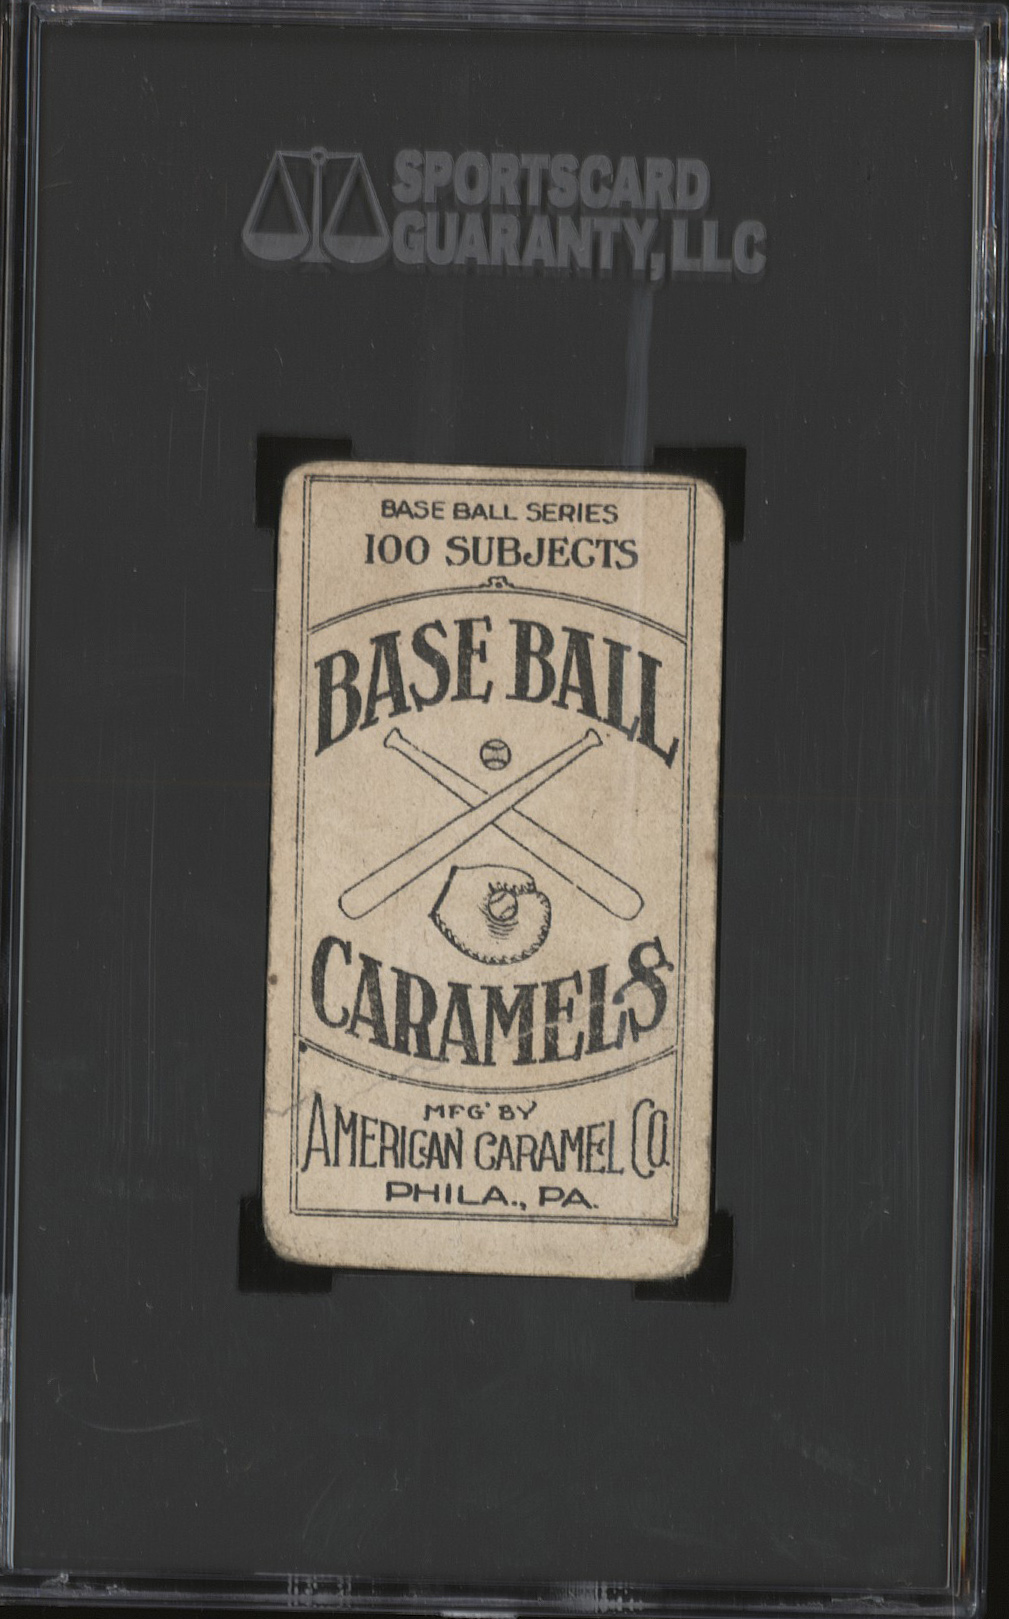 SPORTSCARD
GUARANTY, LLC
BASE BALL SERIES
100 SUBJECTS
BASE BALL
CARAMELS
MFG' BY
AMERICAN CARAMEL CO.
PHILA., PA.